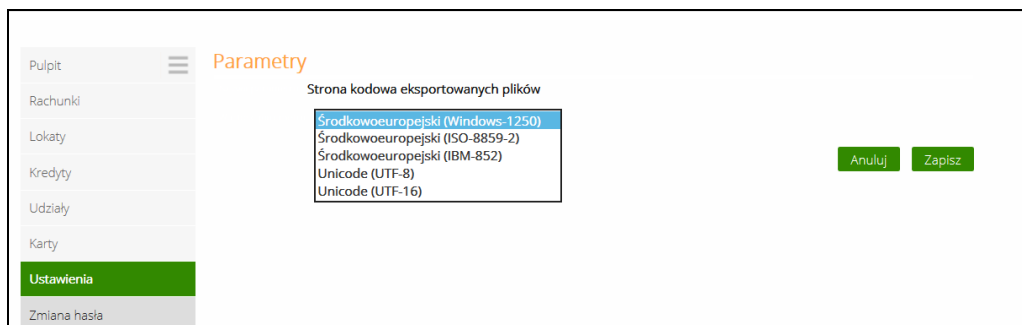 Pulpit
Rachunki
Lokaty
Kredyty
Udziały
Karty
Ustawienia
Zmiana hasła
Parametry
Strona kodowa eksportowanych plików
Środkowoeuropejski (Windows-1250)
Środkowoeuropejski (ISO-8859-2)
Środkowoeuropejski (IBM-852)
Unicode (UTF-8)
Unicode (UTF-16)
Anuluj Zapisz